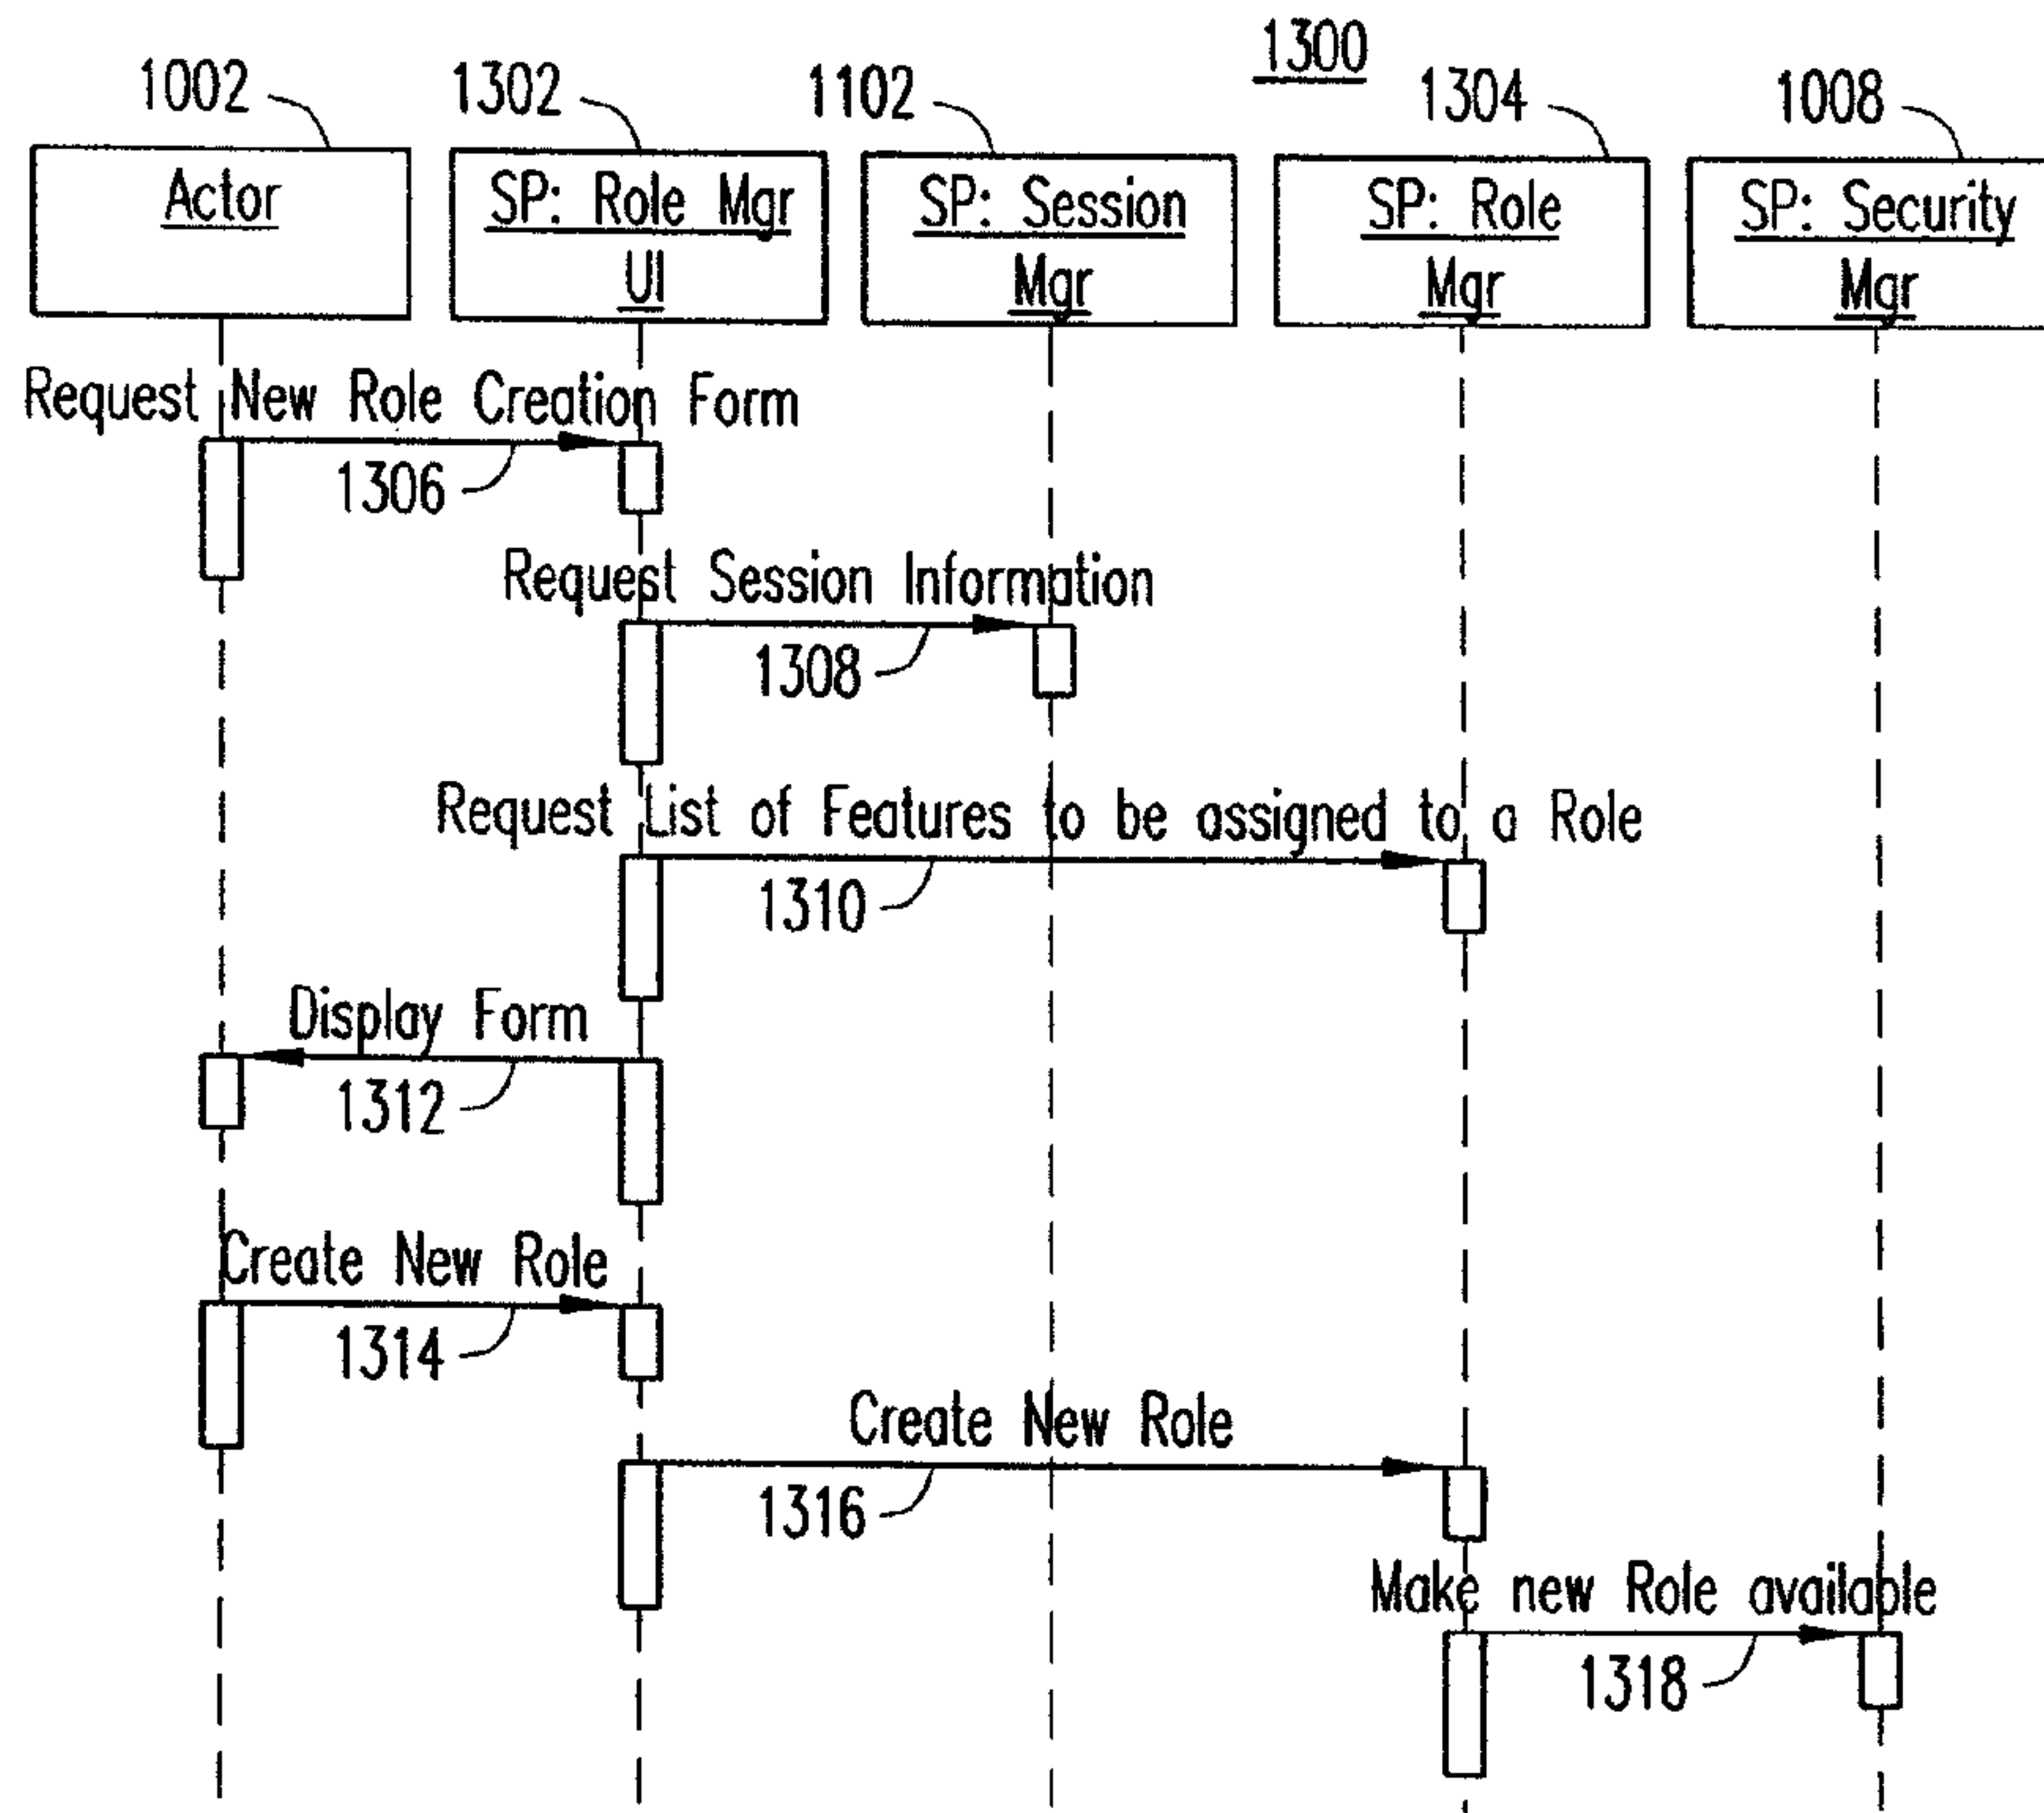 1300
1002
1302
1102
1304
1008
Actor
SP: Role Mgr
UI
SP: Session
Mgr
SP: Role
Mgr
SP: Security
Mgr
Request New Role Creation Form
1306
Request Session Information
1308
Request List of Features to be assigned to a Role
1310
Display Form
1312
Create New Role
1314
Create New Role
1316
Make new Role available
1318